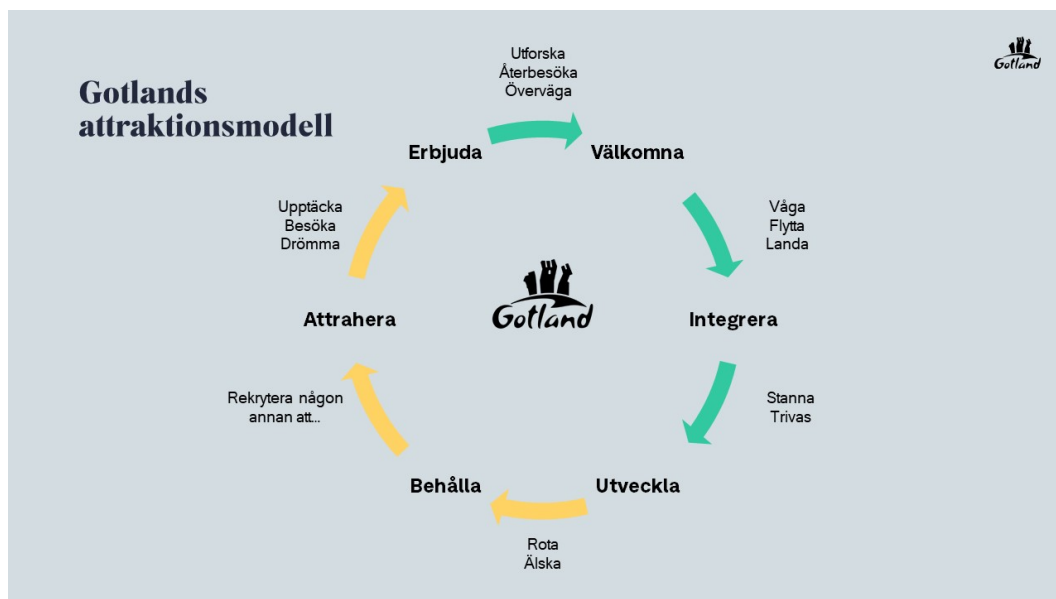 Gotland
Gotlands
attraktionsmodell
Utforska
Återbesöka
Överväga
Erbjuda
Välkomna
Upptäcka
Besöka
Drömma
Våga
Flytta
Landa
Attrahera
Gotland
Integrera
Rekrytera någon
annan att...
Stanna
Trivas
Behålla
Utveckla
Rota
Älska